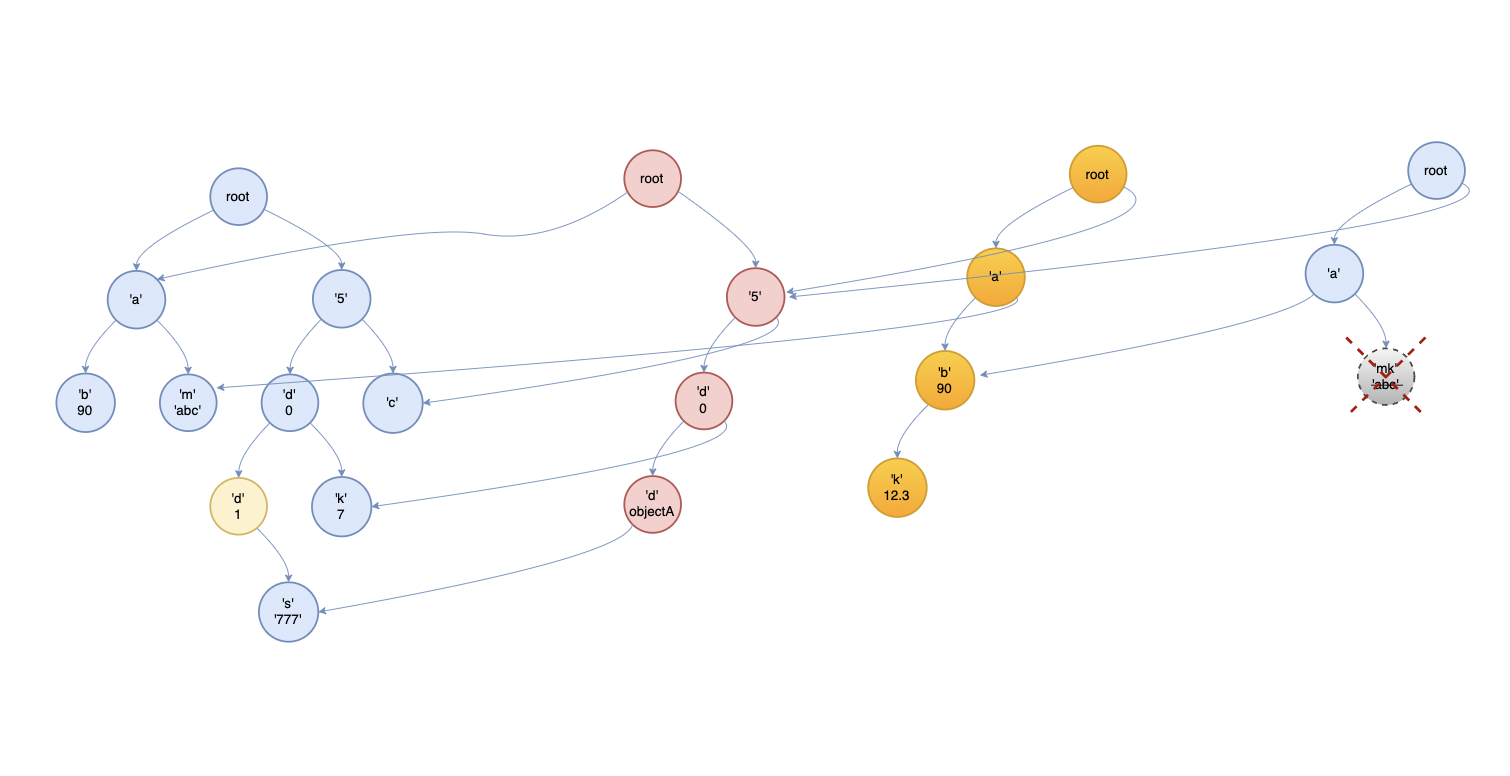 root
root
root
root
'a'
'5'
'5'
'a'
'a'
'b'
90
'm'
'abc'
'd'
0
'c'
'd'
0
'b'
90
'mk'
'abc'
'd'
1
'k'
7
'd'
objectA
'k'
12.3
's'
'777'